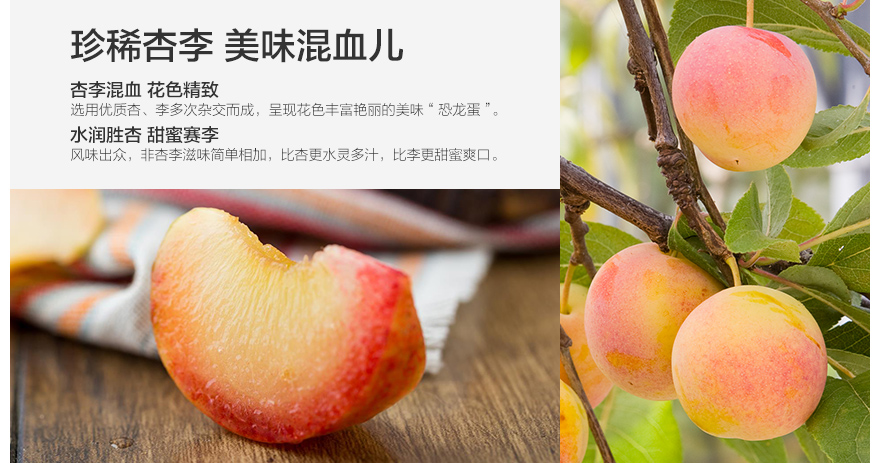 珍稀杏李 美味混血儿
杏李混血 花色精致
选用优质杏、李多次杂交而成，呈现花色丰富艳丽的美味“ 恐龙蛋 ”。
水润胜杏 甜蜜赛李
风味出众，非杏李滋味简单相加，比杏更水灵多汁，比李更甜蜜爽口。